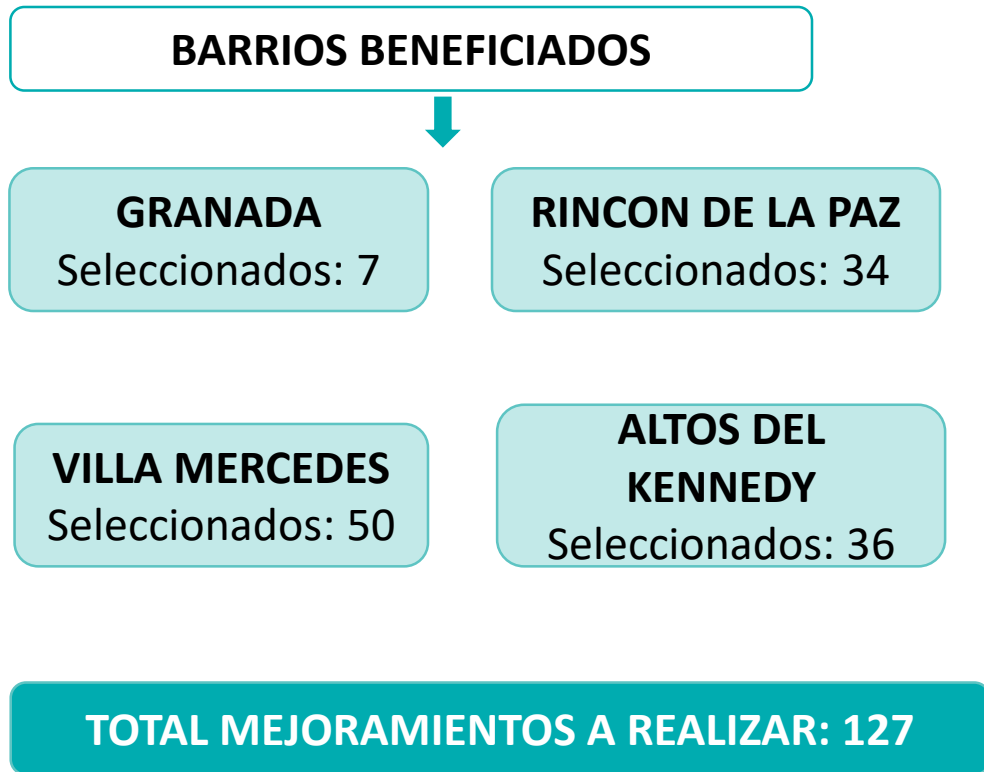 BARRIOS BENEFICIADOS
GRANADA
Seleccionados: 7
RINCON DE LA PAZ
Seleccionados: 34
VILLA MERCEDES
Seleccionados: 50
ALTOS DEL
KENNEDY
Seleccionados: 36
TOTAL MEJORAMIENTOS A REALIZAR: 127